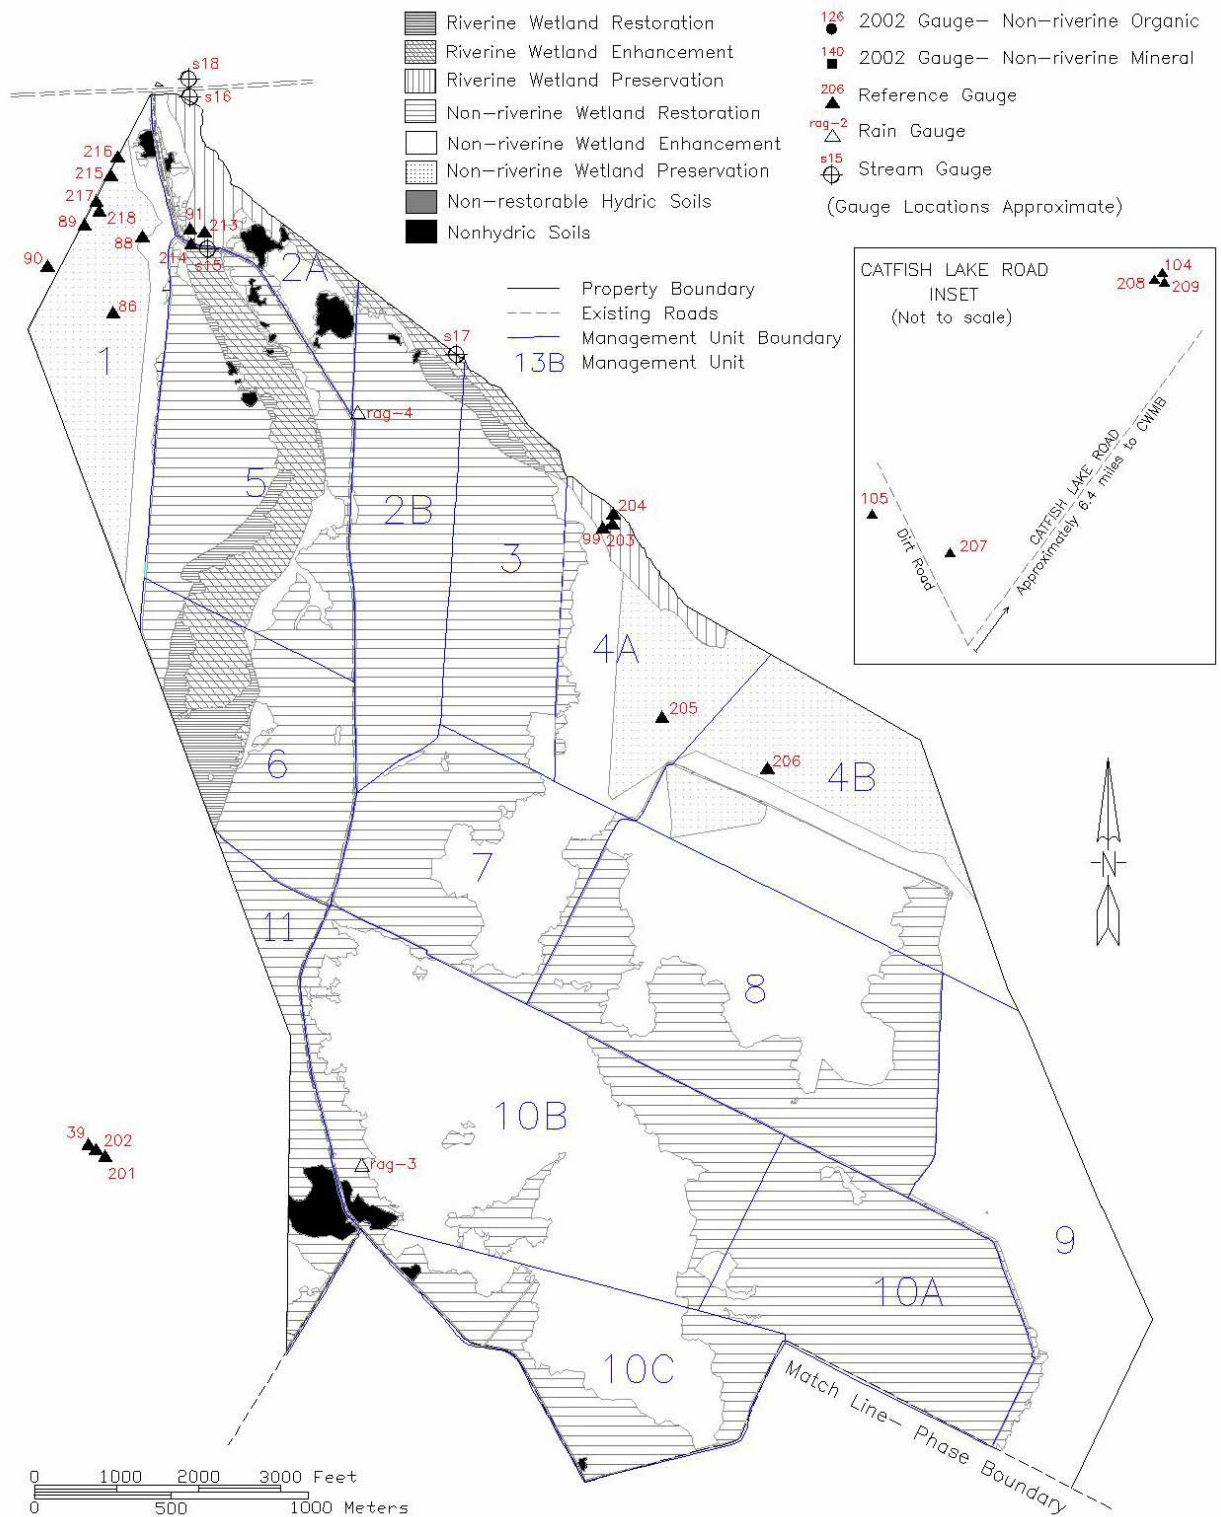 Riverine Wetland Restoration
Riverine Wetland Enhancement
Riverine Wetland Preservation
Non-riverine Wetland Restoration
Non-riverine Wetland Enhancement
Non-riverine Wetland Preservation
Non-restorable Hydric Soils
Nonhydric Soils
Property Boundary
Existing Roads
Management Unit Boundary
13B Management Unit
126 2002 Gauge- Non-riverine Organic
140 2002 Gauge- Non-riverine Mineral
206 Reference Gauge
rag-2 Rain Gauge
s15 Stream Gauge
(Gauge Locations Approximate)
CATFISH LAKE ROAD
INSET
(Not to scale)
104
208
209
105
207
Dirt Road
CATFISH LAKE ROAD
Approximately 6.4 miles to CWMB
s18
s16
216
215
217
218
89
88
90
86
91
213
214
s15
2A
1
s17
rag-4
5
2B
3
204
99
203
4A
205
206
4B
6
7
11
8
N
10B
39
202
201
rag-3
9
10A
10C
Match Line- Phase Boundary
0 1000 2000 3000 Feet
0 500 1000 Meters